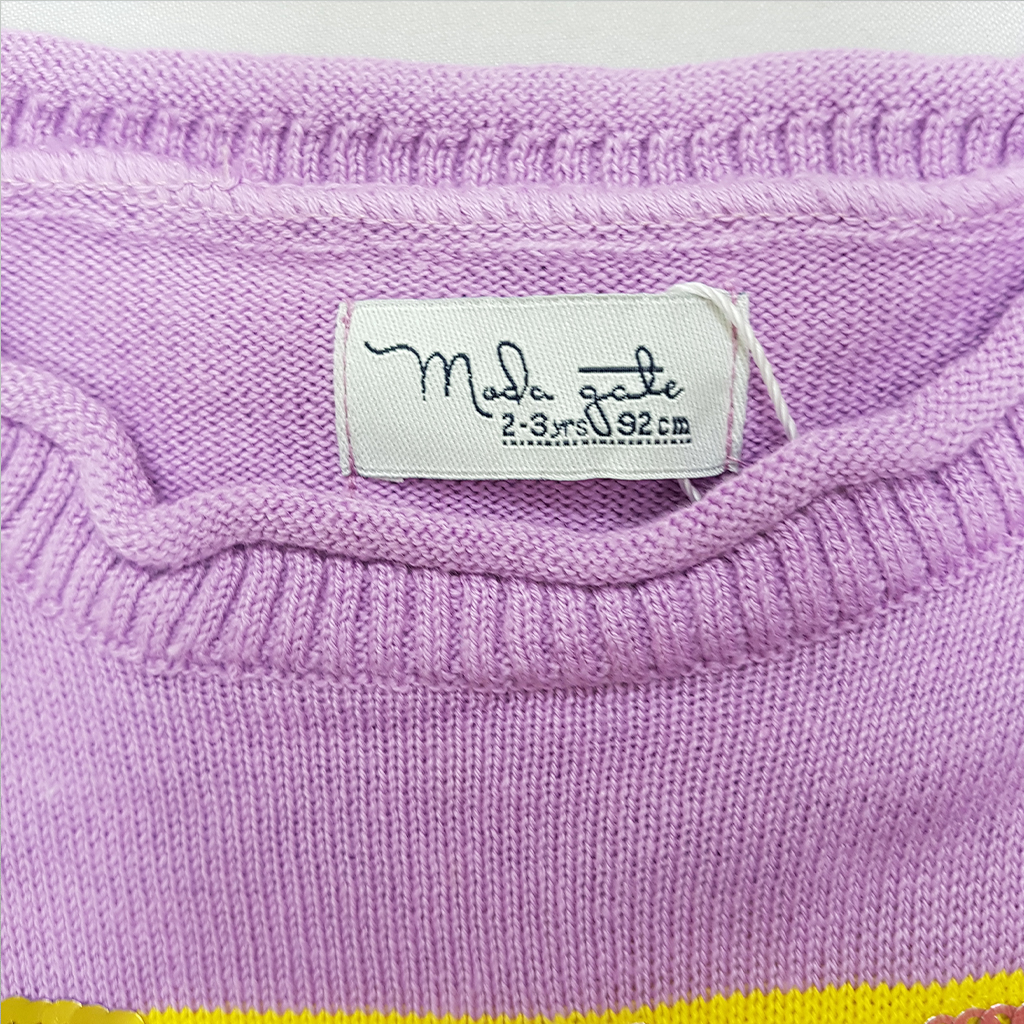 Moda gate
2-3yrs 92cm